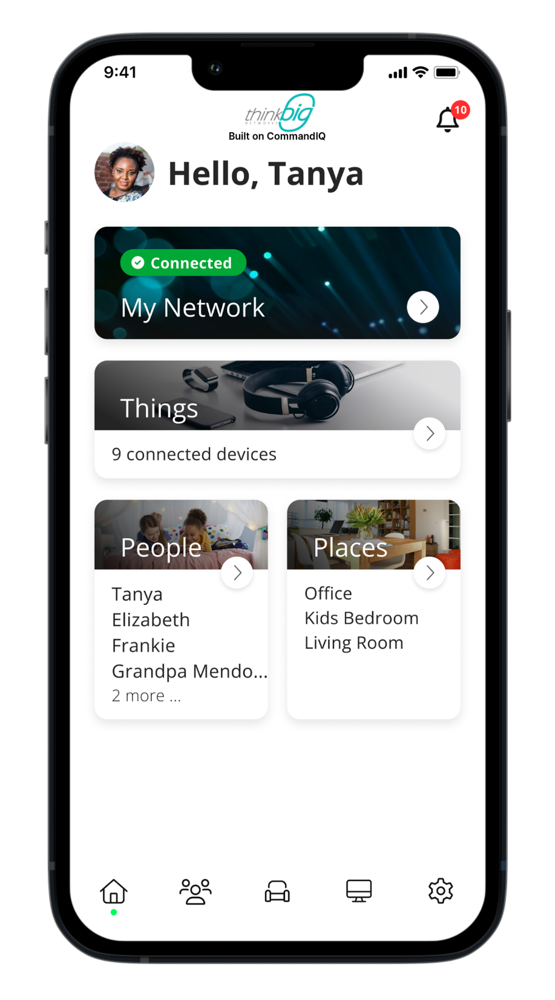 9:41
thinkbig
NETWORKS
Built on CommandIQ
10
Hello, Tanya
Connected
My Network
Things
9 connected devices
People
Tanya
Elizabeth
Frankie
Grandpa Mendo...
2 more ...
Places
Office
Kids Bedroom
Living Room